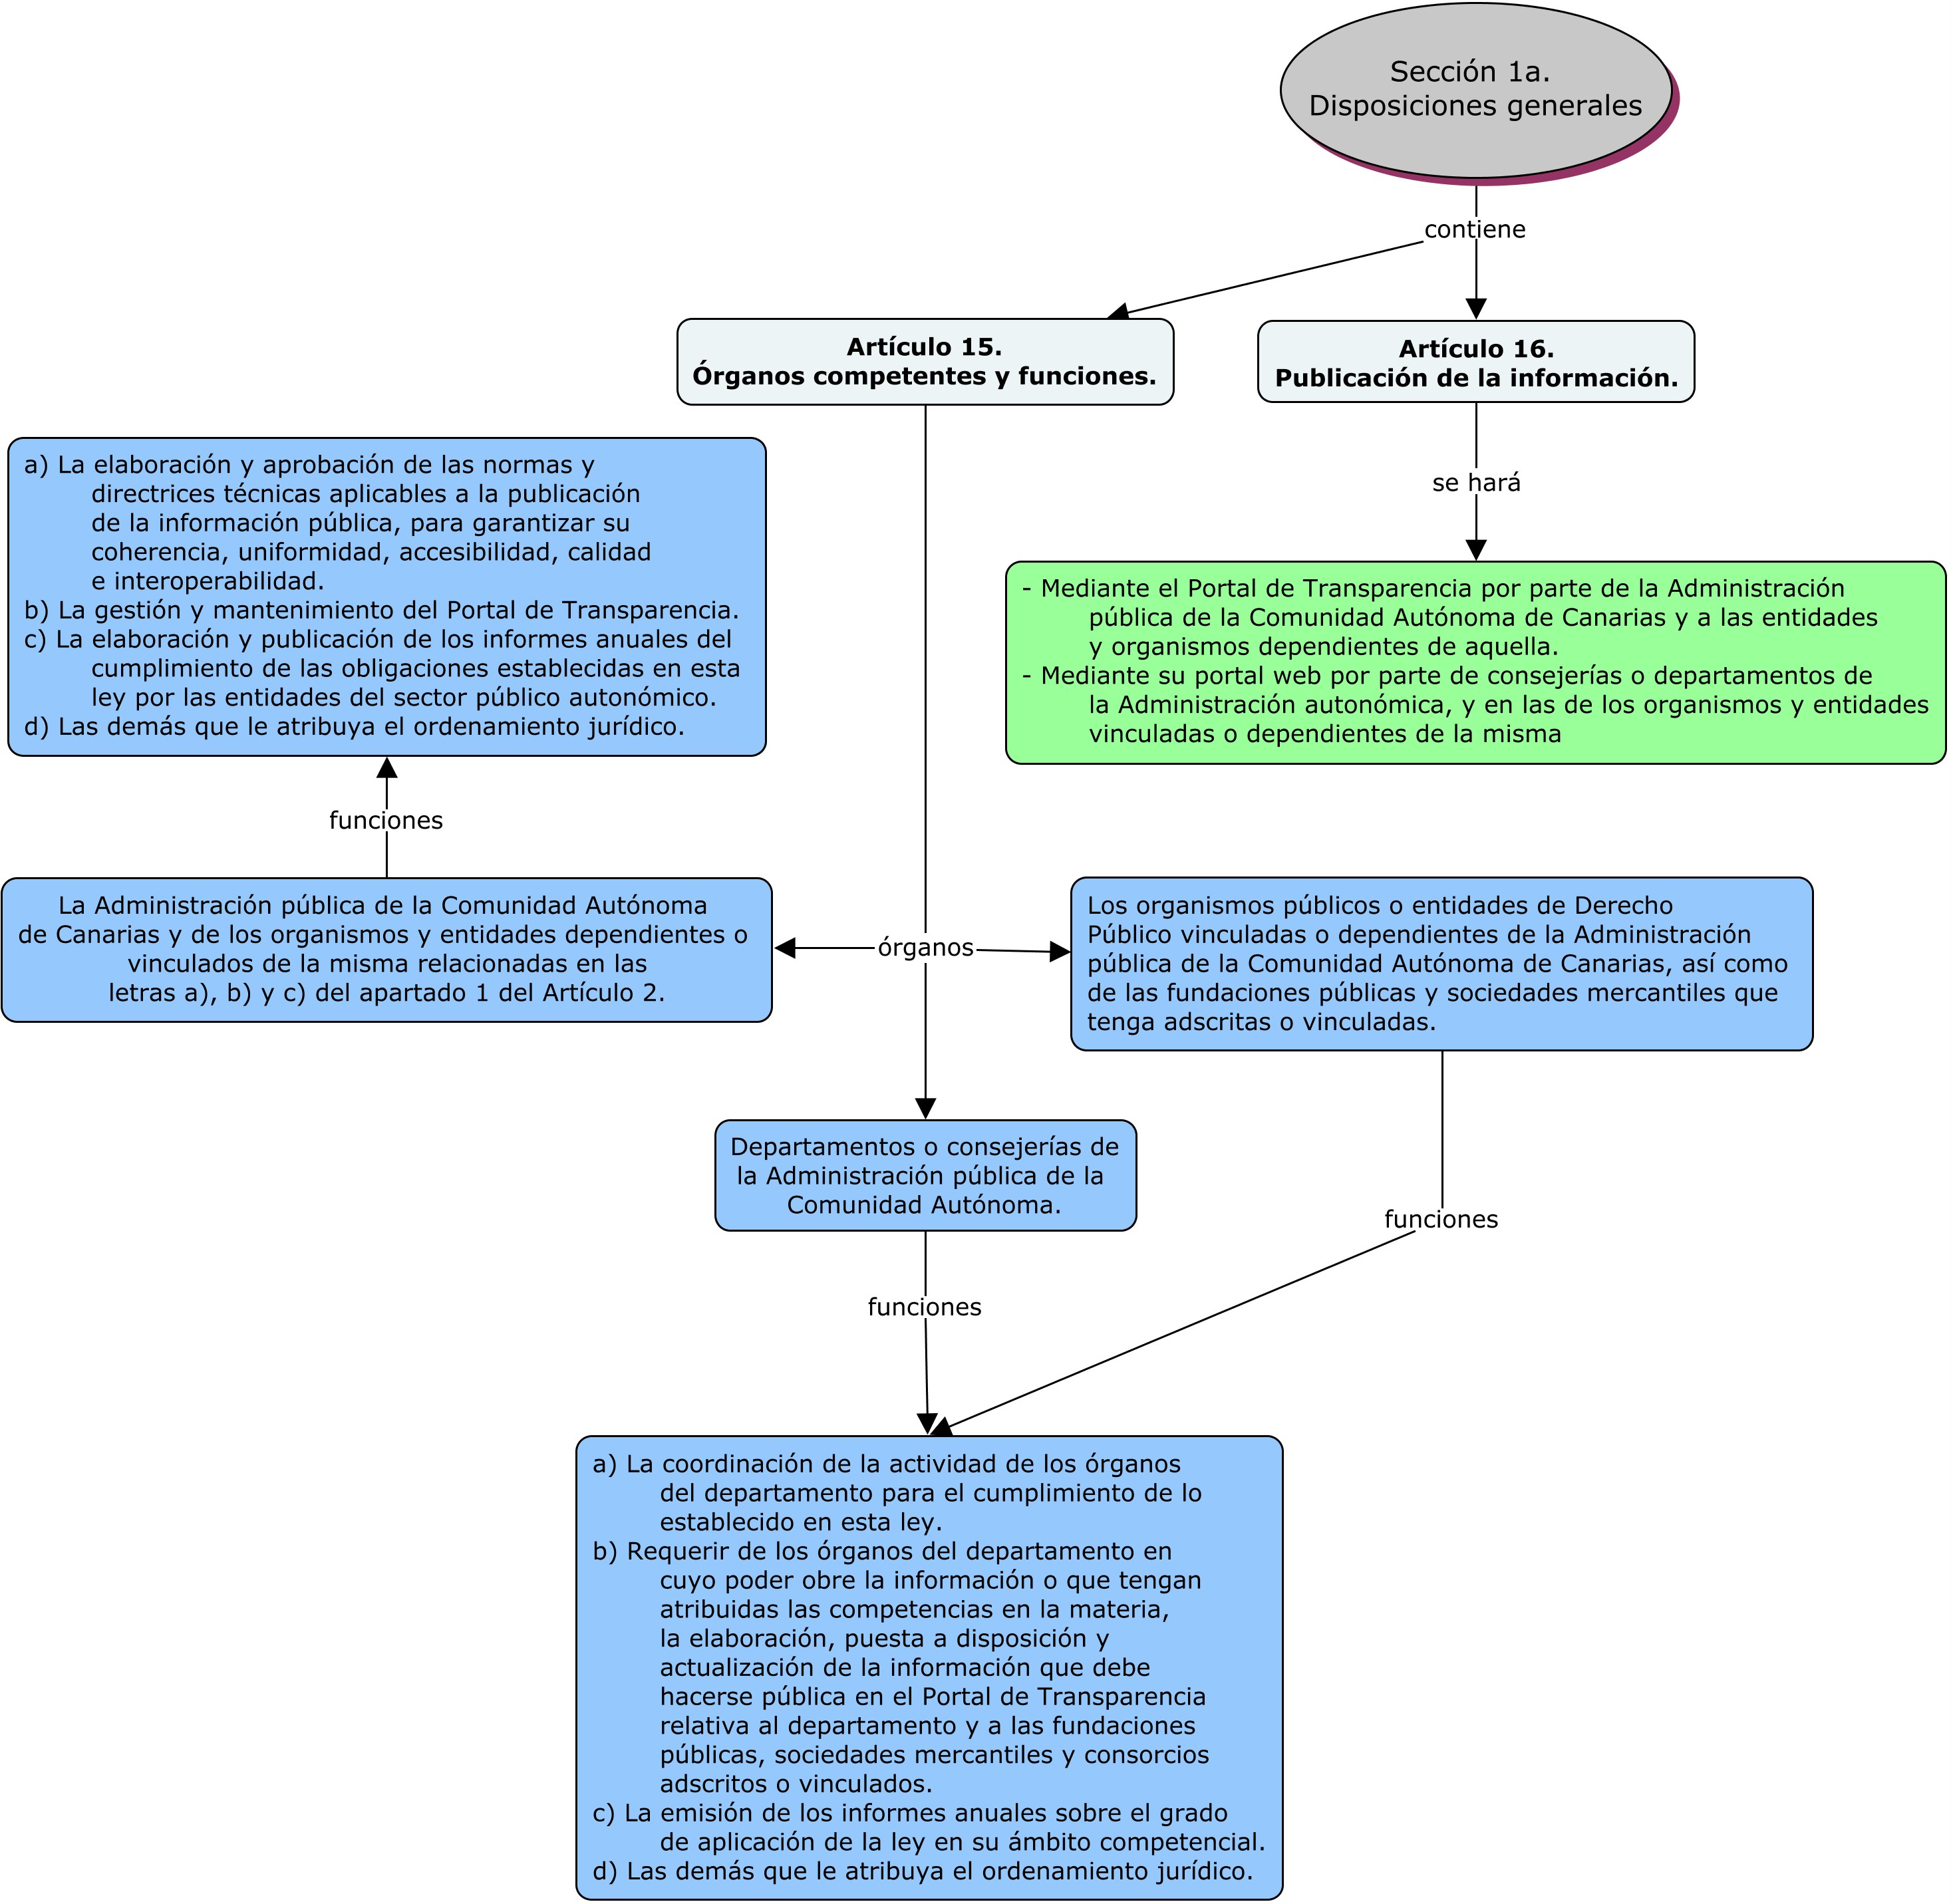 Sección 1a.
Disposiciones generales
contiene
Artículo 15.
Órganos competentes y funciones.
Artículo 16.
Publicación de la información.
se hará
- Mediante el Portal de Transparencia por parte de la Administración
pública de la Comunidad Autónoma de Canarias y a las entidades
y organismos dependientes de aquella.
- Mediante su portal web por parte de consejerías o departamentos de
la Administración autonómica, y en las de los organismos y entidades
vinculadas o dependientes de la misma
a) La elaboración y aprobación de las normas y
directrices técnicas aplicables a la publicación
de la información pública, para garantizar su
coherencia, uniformidad, accesibilidad, calidad
e interoperabilidad.
b) La gestión y mantenimiento del Portal de Transparencia.
c) La elaboración y publicación de los informes anuales del
cumplimiento de las obligaciones establecidas en esta
ley por las entidades del sector público autonómico.
d) Las demás que le atribuya el ordenamiento jurídico.
funciones
La Administración pública de la Comunidad Autónoma
de Canarias y de los organismos y entidades dependientes o
vinculados de la misma relacionadas en las
letras a), b) y c) del apartado 1 del Artículo 2.
órganos
Los organismos públicos o entidades de Derecho
Público vinculadas o dependientes de la Administración
pública de la Comunidad Autónoma de Canarias, así como
de las fundaciones públicas y sociedades mercantiles que
tenga adscritas o vinculadas.
Departamentos o consejerías de
la Administración pública de la
Comunidad Autónoma.
funciones
funciones
a) La coordinación de la actividad de los órganos
del departamento para el cumplimiento de lo
establecido en esta ley.
b) Requerir de los órganos del departamento en
cuyo poder obre la información o que tengan
atribuidas las competencias en la materia,
la elaboración, puesta a disposición y
actualización de la información que debe
hacerse pública en el Portal de Transparencia
relativa al departamento y a las fundaciones
públicas, sociedades mercantiles y consorcios
adscritos o vinculados.
c) La emisión de los informes anuales sobre el grado
de aplicación de la ley en su ámbito competencial.
d) Las demás que le atribuya el ordenamiento jurídico.